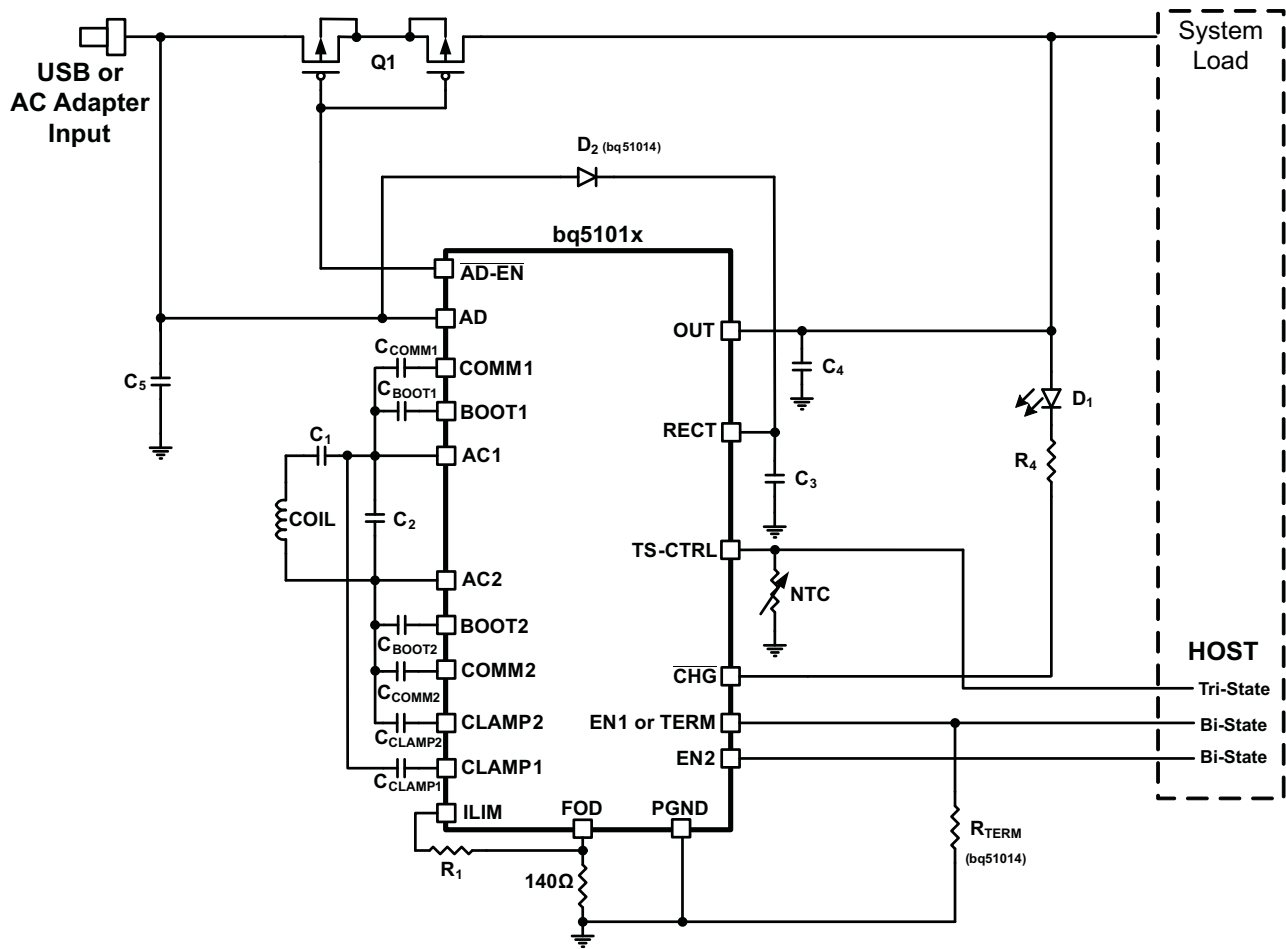 USB or
AC Adapter
Input
Q1
System
Load
D2 (bq51014)
bq5101x
AD-EN
AD
OUT
CCOMM1
COMM1
C4
C5
CBOOT1
BOOT1
D1
RECT
C1
AC1
R4
C3
COIL
C2
TS-CTRL
AC2
NTC
BOOT2
CBOOT2
HOST
COMM2
CHG
CCOMM2
Tri-State
CLAMP2
EN1 or TERM
Bi-State
CCLAMP2
EN2
Bi-State
CLAMP1
CCLAMP1
ILIM
FOD
PGND
RTERM
(bq51014)
R1
140Ω